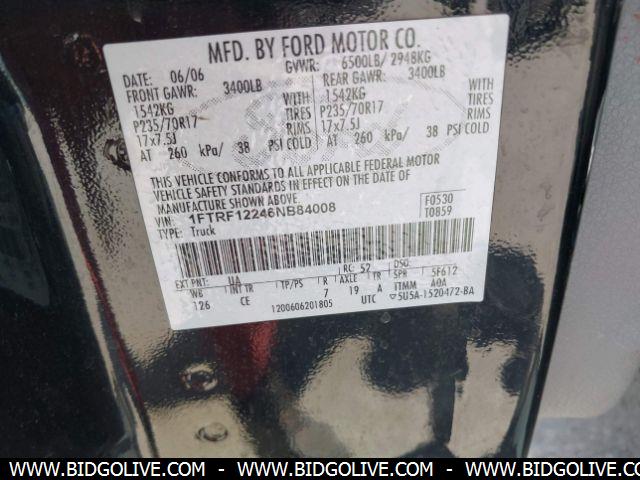 MFD. BY FORD MOTOR CO.
DATE: 06/06 GVWR: 6500LB/ 2948KG
FRONT GAWR: 3400LB REAR GAWR: 3400LB
1542KG WITH 1542KG WITH
P235/70R17 TIRES P235/70R17 TIRES
17x7.5J RIMS 17x7.5J RIMS
AT 260 kPa/ 38 PSI COLD AT 260 kPa/ 38 PSI COLD
THIS VEHICLE CONFORMS TO ALL APPLICABLE FEDERAL MOTOR
VEHICLE SAFETY STANDARDS IN EFFECT ON THE DATE OF
MANUFACTURE SHOWN ABOVE.
VIN: 1FTRF12246NB84008 F0530
TYPE: Truck T0859
EXT PNT: UA RC: 52 DSO:
WB INT TR TP/PS R AXLE TR SPR 5F612
126 CE 7 19 A ITMM A0A
1200606201805 UTC 5U5A-1520472-BA
WWW.BIDGOLIVE.COM - WWW.BIDGOLIVE.COM - WWW.BIDGOLIVE.COM